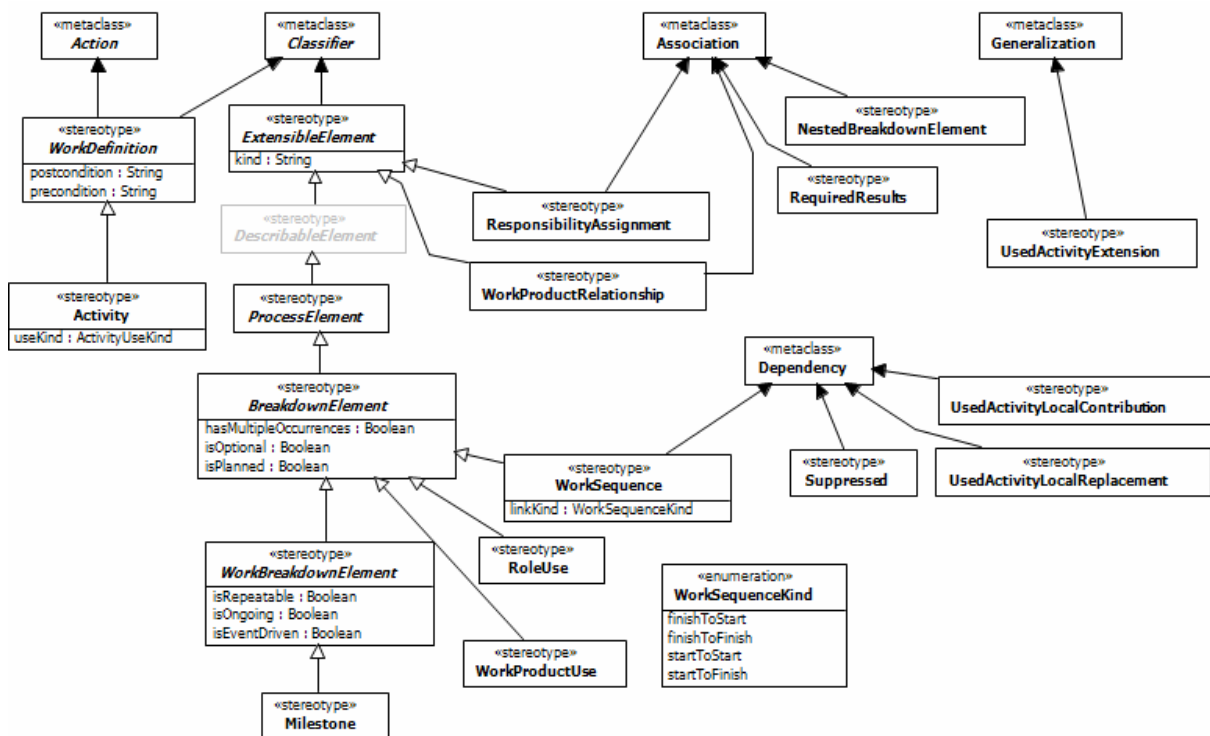 «metaclass»
Action
«metaclass»
Classifier
«metaclass»
Association
«metaclass»
Generalization
«stereotype»
WorkDefinition
postcondition : String
precondition : String
«stereotype»
ExtensibleElement
kind : String
«stereotype»
NestedBreakdownElement
«stereotype»
RequiredResults
«stereotype»
DescribableElement
«stereotype»
ResponsibilityAssignment
«stereotype»
UsedActivityExtension
«stereotype»
WorkProductRelationship
«stereotype»
Activity
useKind : ActivityUseKind
«stereotype»
ProcessElement
«metaclass»
Dependency
«stereotype»
BreakdownElement
hasMultipleOccurrences : Boolean
isOptional : Boolean
isPlanned : Boolean
«stereotype»
UsedActivityLocalContribution
«stereotype»
WorkSequence
linkKind : WorkSequenceKind
«stereotype»
Suppressed
«stereotype»
UsedActivityLocalReplacement
«stereotype»
WorkBreakdownElement
isRepeatable : Boolean
isOngoing : Boolean
isEventDriven : Boolean
«stereotype»
RoleUse
«enumeration»
WorkSequenceKind
finishToStart
finishToFinish
startToStart
startToFinish
«stereotype»
WorkProductUse
«stereotype»
Milestone